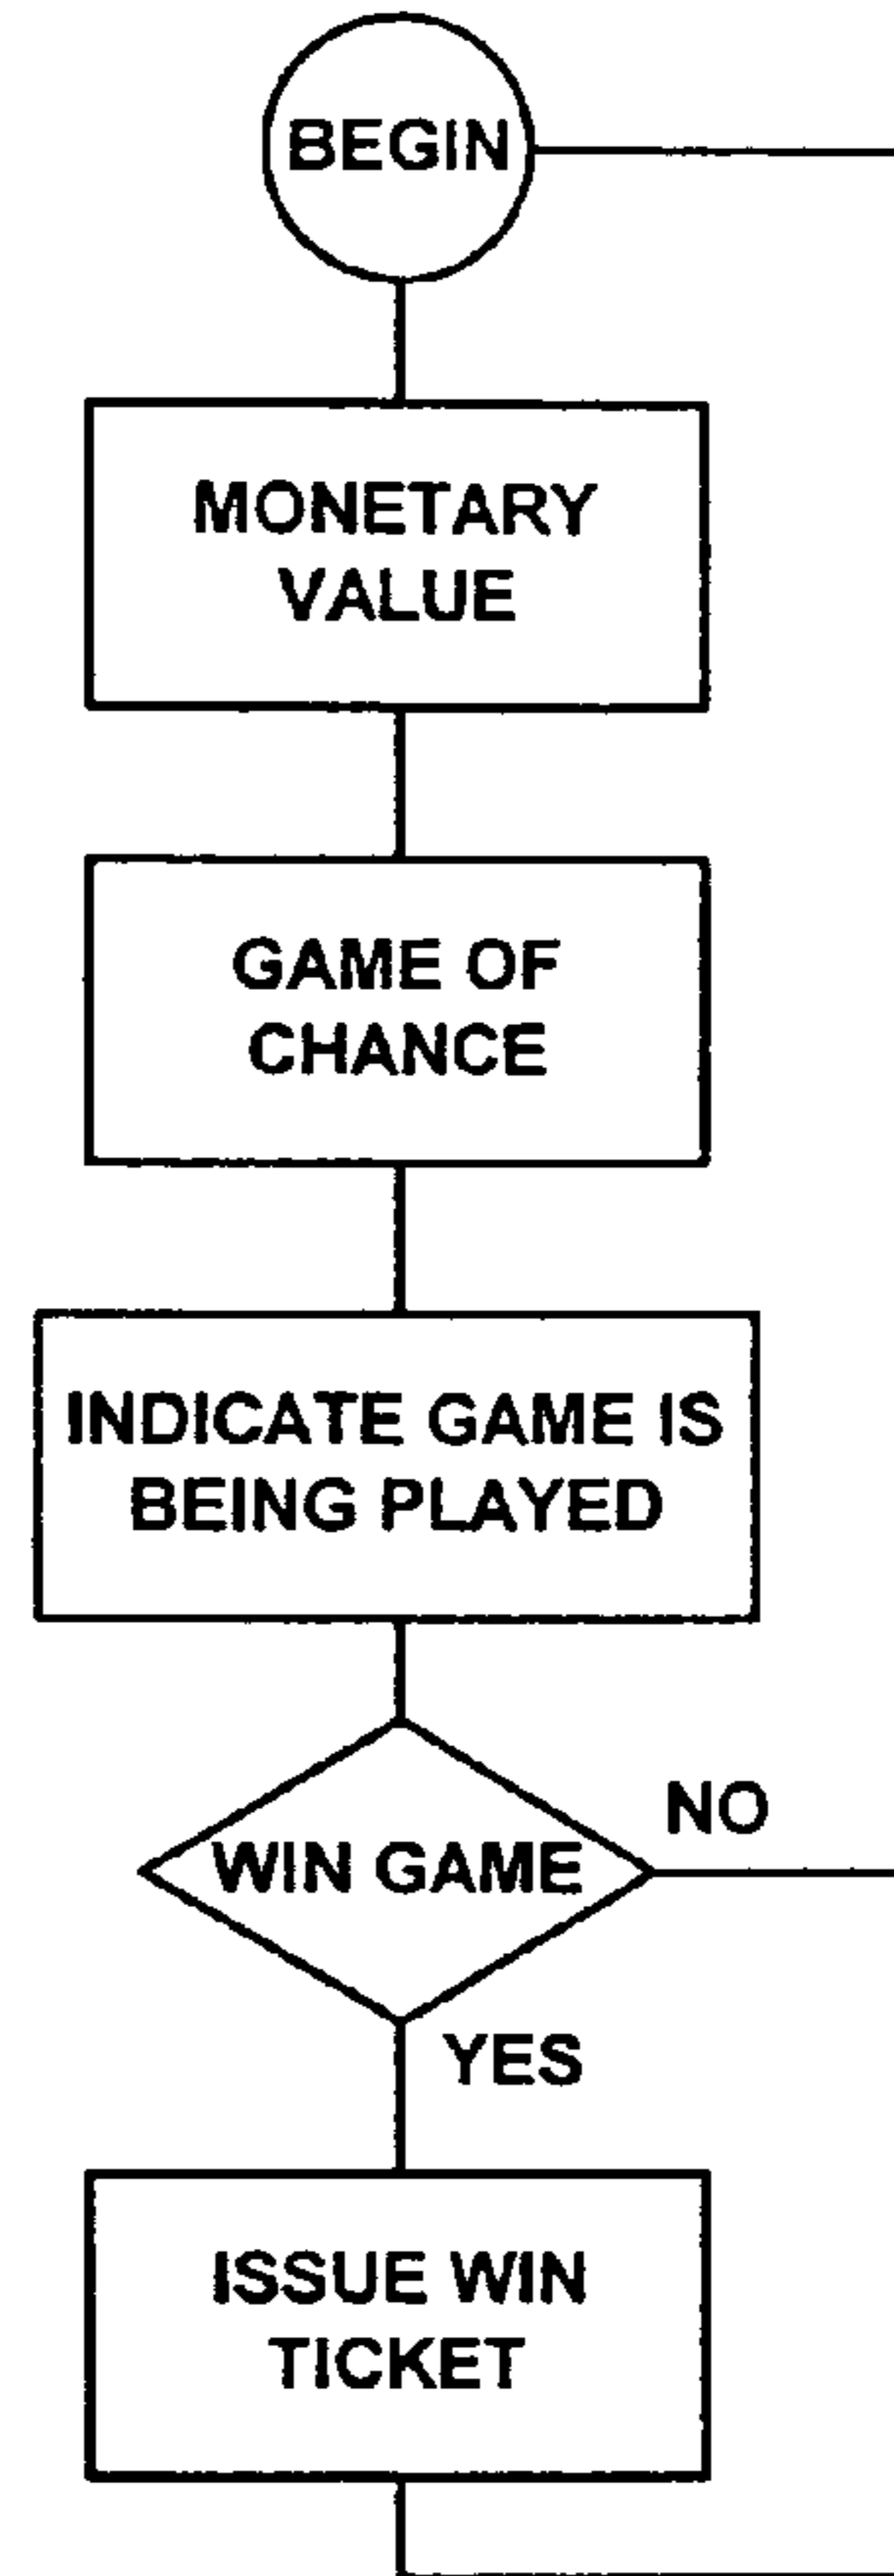 BEGIN
MONETARY
VALUE
GAME OF
CHANCE
INDICATE GAME IS
BEING PLAYED
WIN GAME
NO
YES
ISSUE WIN
TICKET